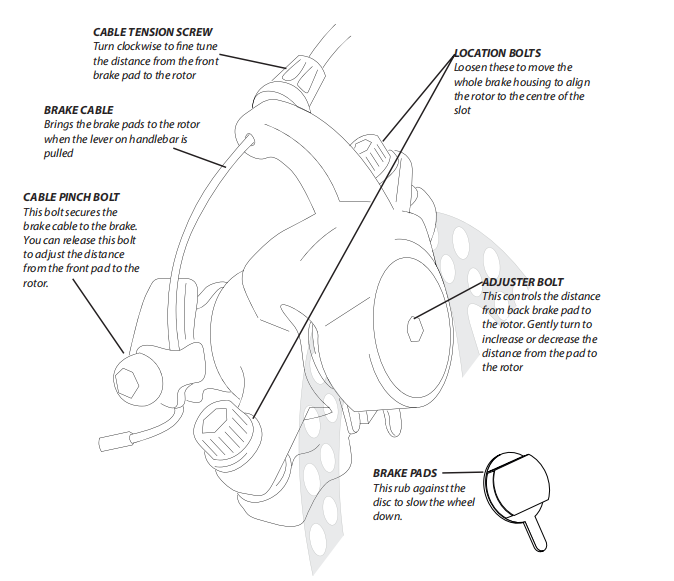 CABLE TENSION SCREW
Turn clockwise to fine tune
the distance from the front
brake pad to the rotor
LOCATION BOLTS
Loosen these to move the
whole brake housing to align
the rotor to the centre of the
slot
BRAKE CABLE
Brings the brake pads to the rotor
when the lever on handlebar is
pulled
CABLE PINCH BOLT
This bolt secures the
brake cable to the brake.
You can release this bolt
to adjust the distance
from the front pad to the
rotor.
ADJUSTER BOLT
This controls the distance
from back brake pad to
the rotor. Gently turn to
inclrease or decrease the
distance from the pad to
the rotor
BRAKE PADS
This rub against the
disc to slow the wheel
down.